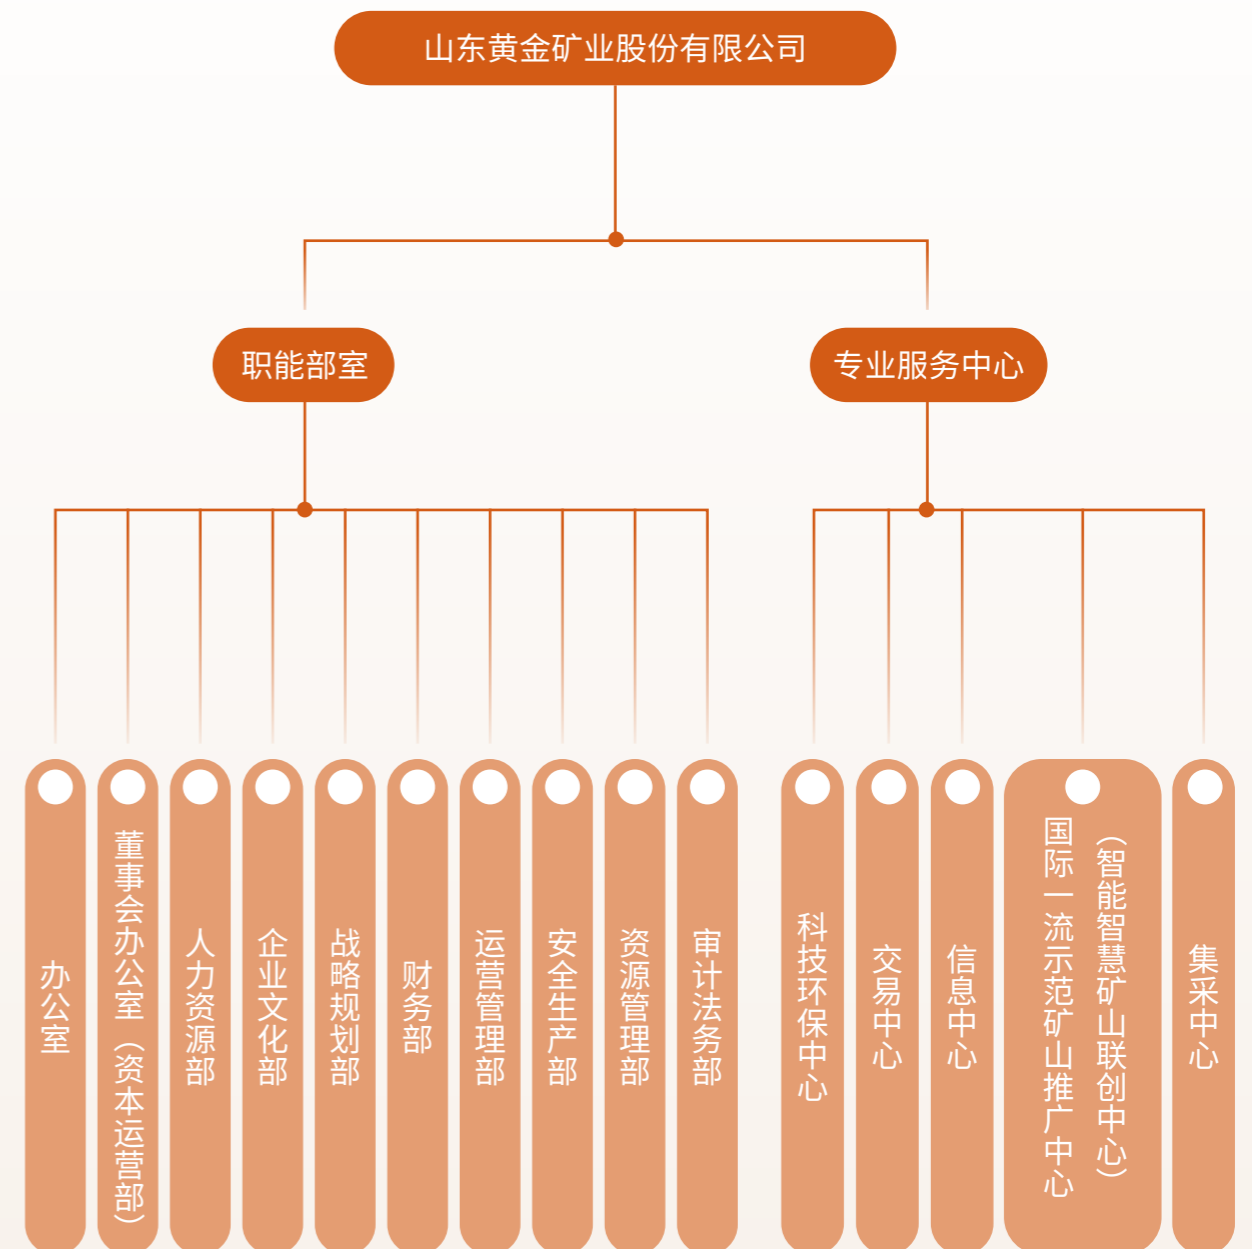 山东黄金矿业股份有限公司
职能部室
专业服务中心
办公室
董事会办公室（资本运营部）
人力资源部
企业文化部
战略规划部
财务部
运营管理部
安全生产部
资源管理部
审计法务部
科技环保中心
交易中心
信息中心
国际一流示范矿山推广中心
（智能智慧矿山联创中心）
集采中心